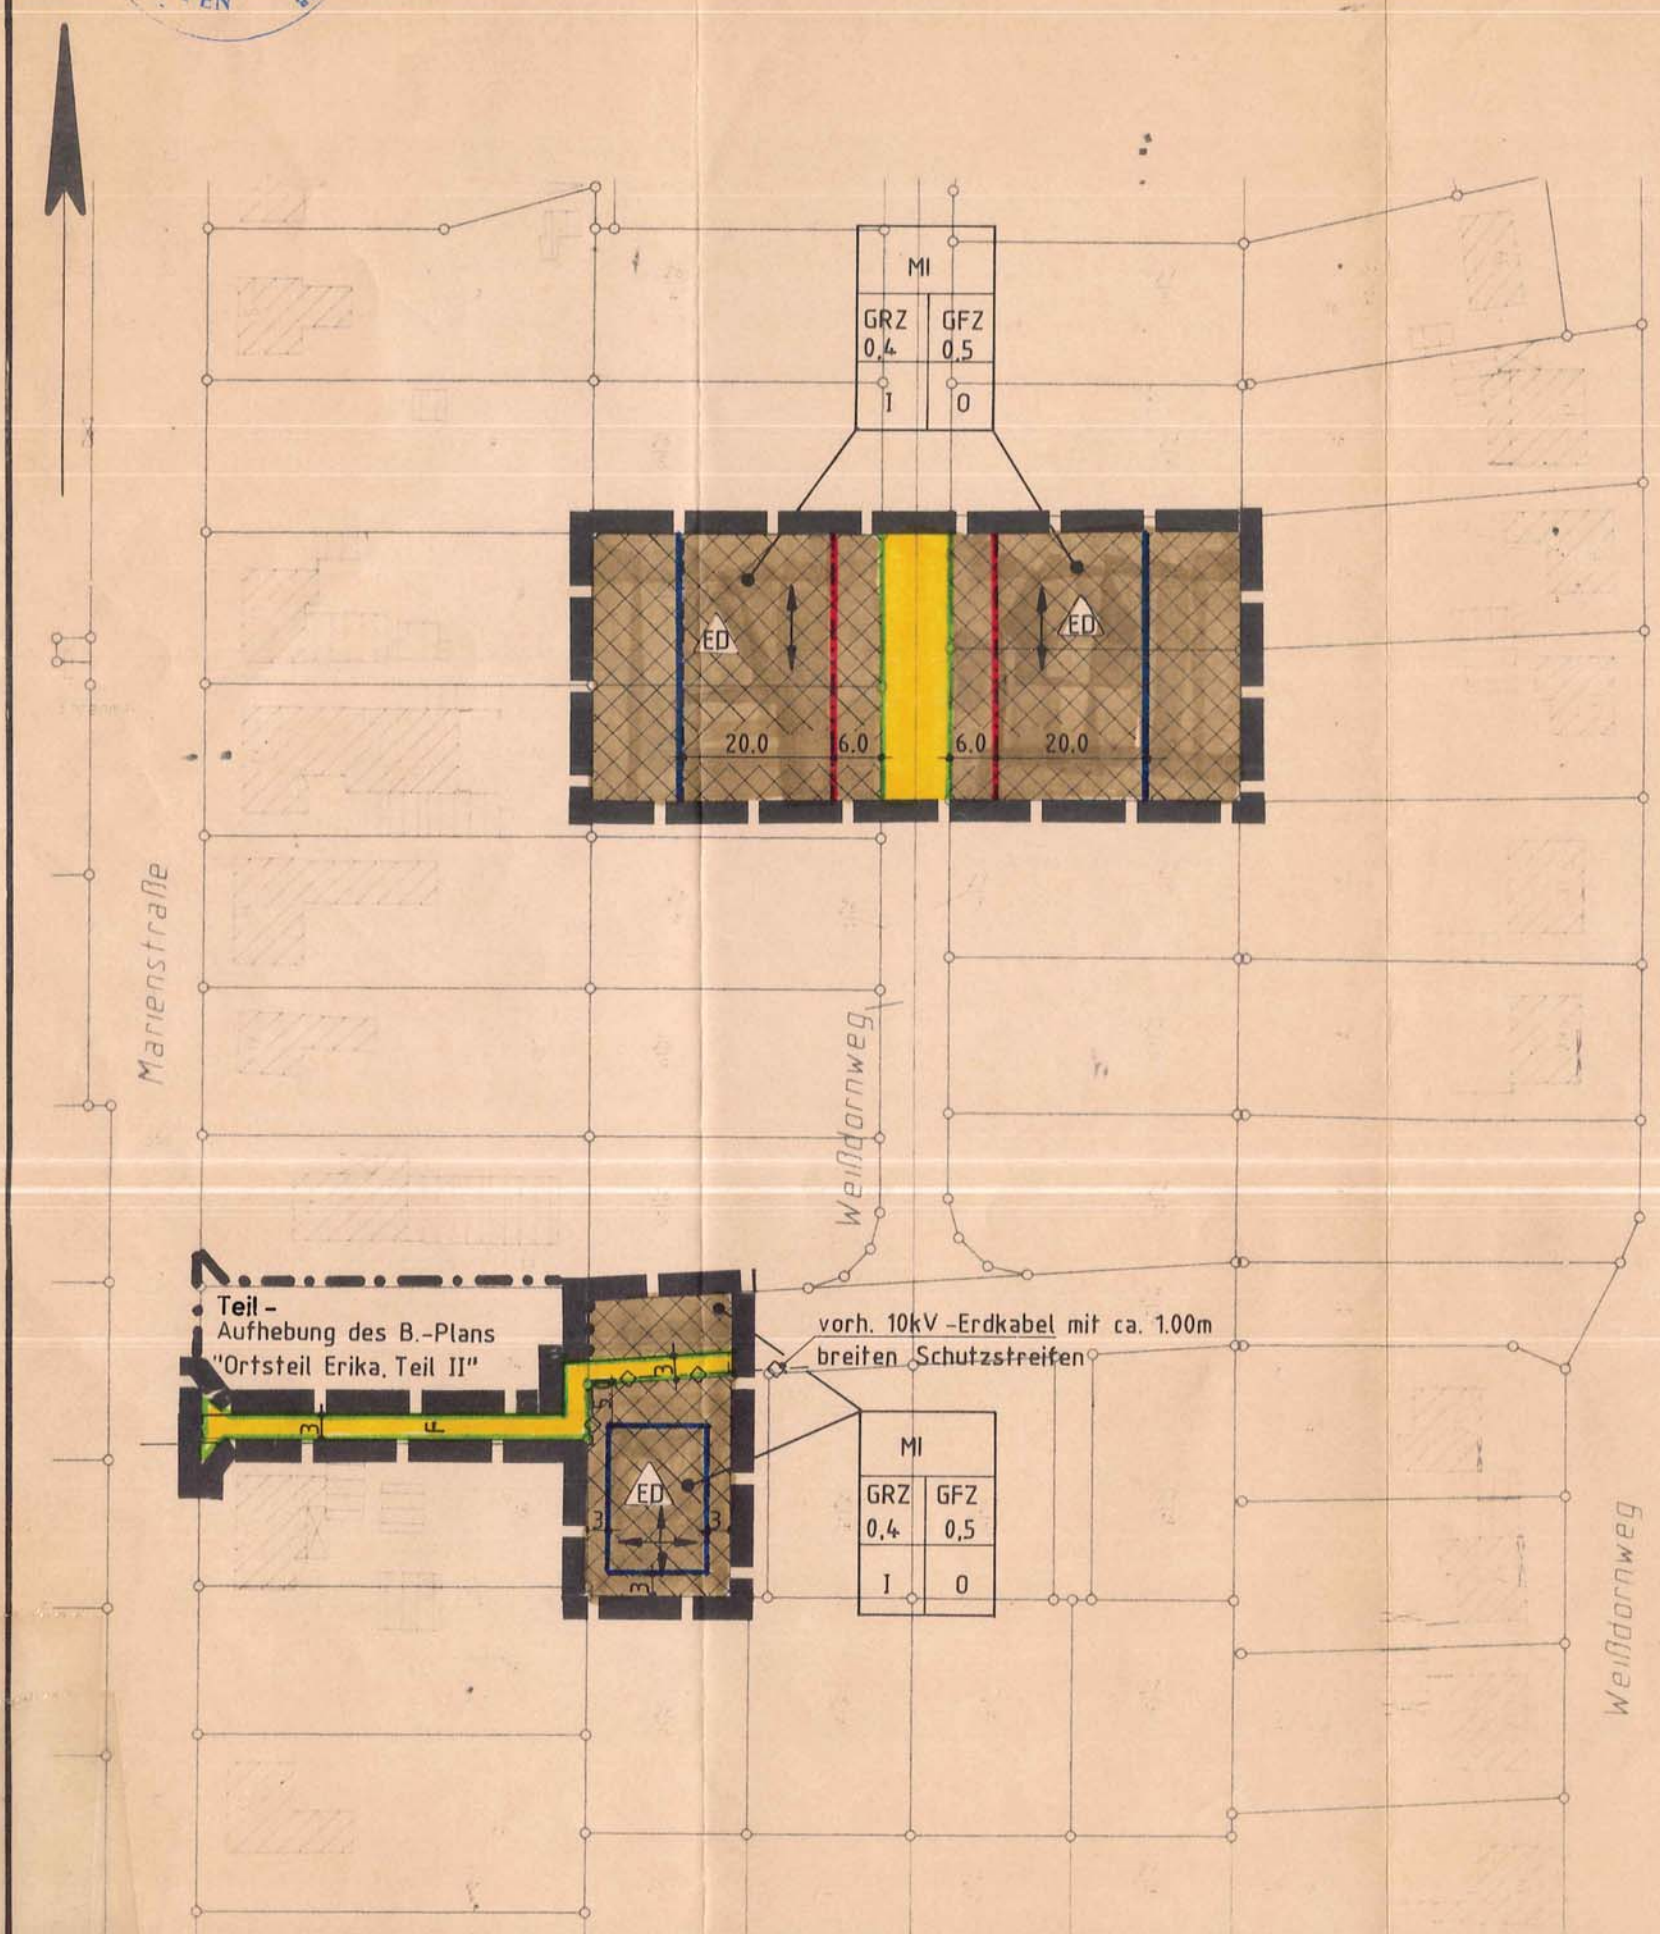 EN
MI
GRZ GFZ
0,4 0,5
I O
ED
ED
20,0 6.0 6.0 20,0
Marienstraße
Weißdornweg
Teil -
Aufhebung des B.-Plans
"Ortsteil Erika, Teil II"
vorh. 10kV -Erdkabel mit ca. 1.00m
breiten Schutzstreifen
3
3
F
5
MI
GRZ GFZ
0,4 0,5
I O
ED
3 3
3
Weißdornweg